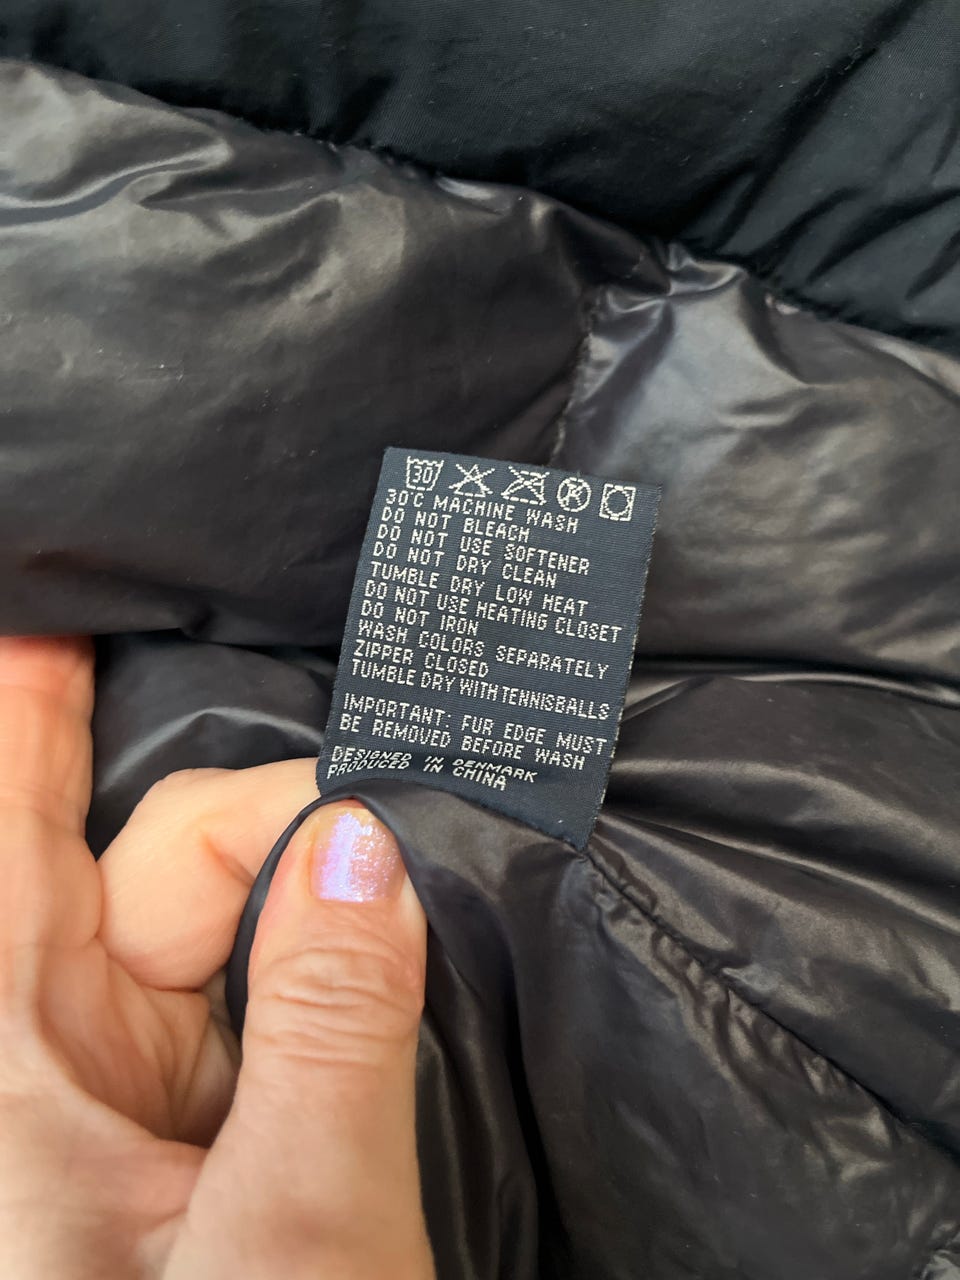 30
30°C MACHINE WASH
DO NOT BLEACH
DO NOT USE SOFTENER
DO NOT DRY CLEAN
TUMBLE DRY LOW HEAT
DO NOT USE HEATING CLOSET
DO NOT IRON
WASH COLORS SEPARATELY
ZIPPER CLOSED
TUMBLE DRY WITH TENNISBALLS
IMPORTANT: FUR EDGE MUST
BE REMOVED BEFORE WASH
DESIGNED IN DENMARK
PRODUCED IN CHINA